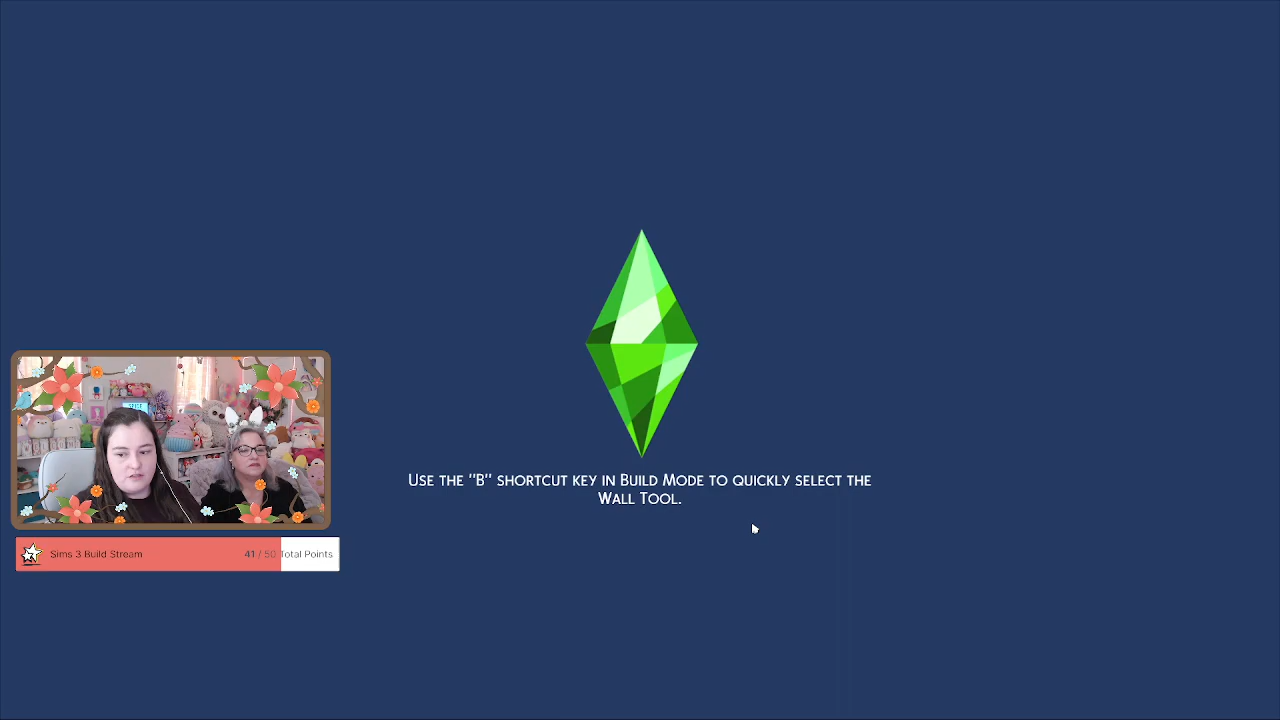 USE THE "B" SHORTCUT KEY IN BUILD MODE TO QUICKLY SELECT THE
WALL TOOL.
Sims 3 Build Stream 41 / 50 Total Points